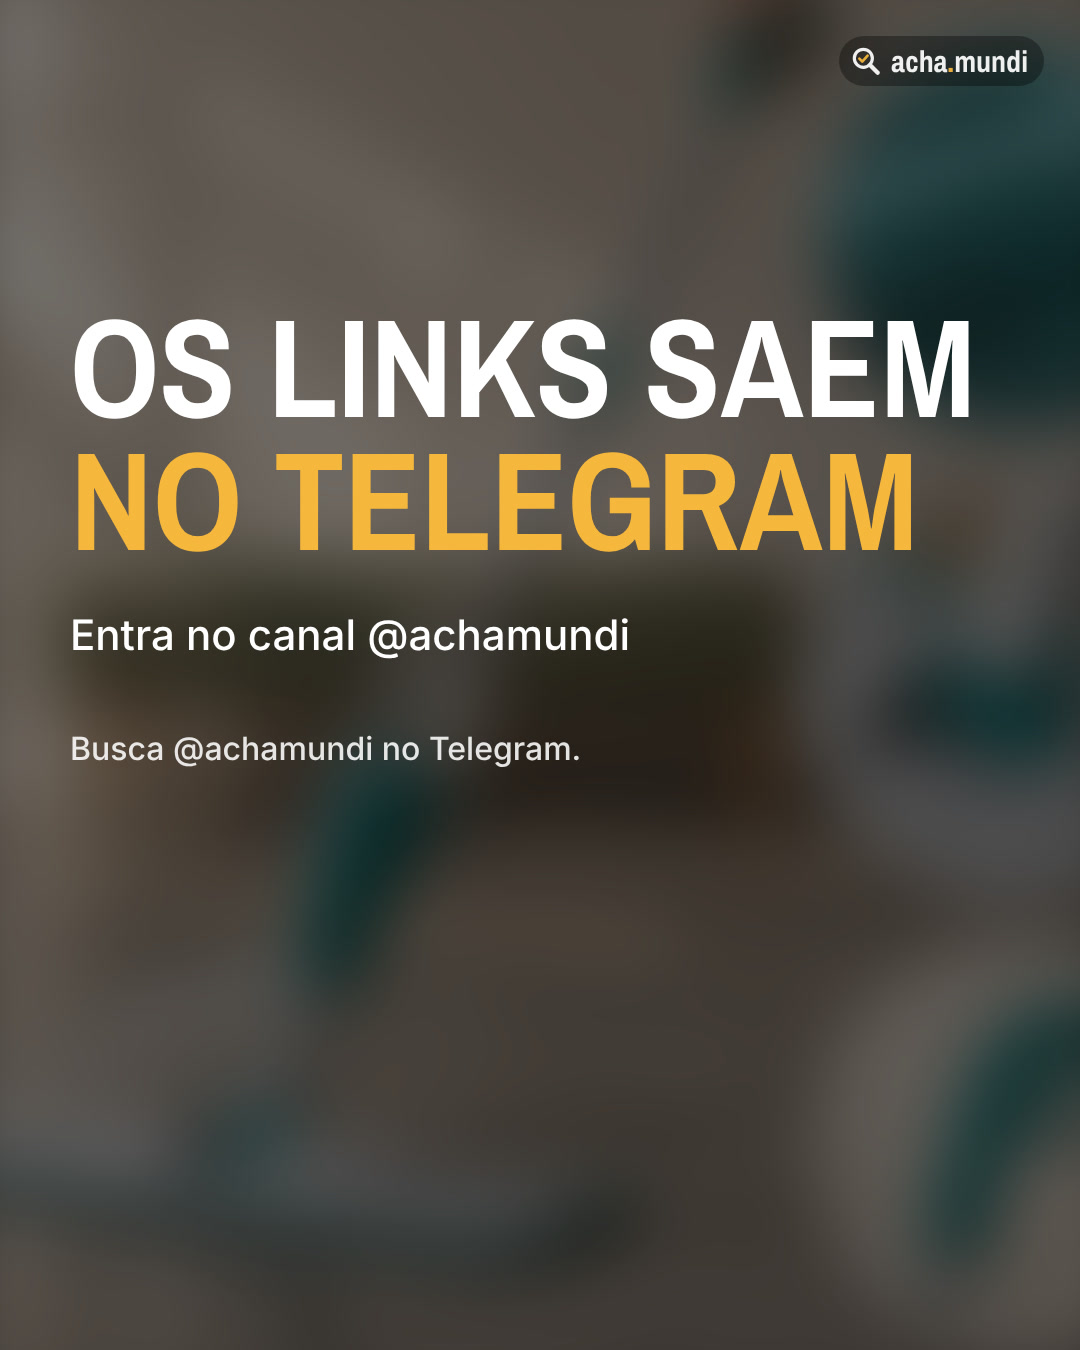 acha.mundi
OS LINKS SAEM
NO TELEGRAM
Entra no canal @achamundi
Busca @achamundi no Telegram.